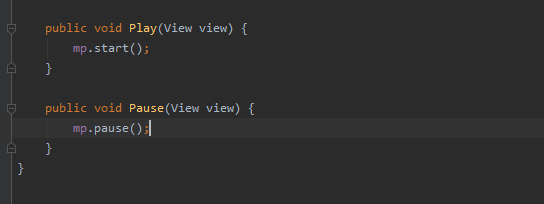 public void Play(View view) {
mp.start();
}
public void Pause(View view) {
mp.pause();
}
}